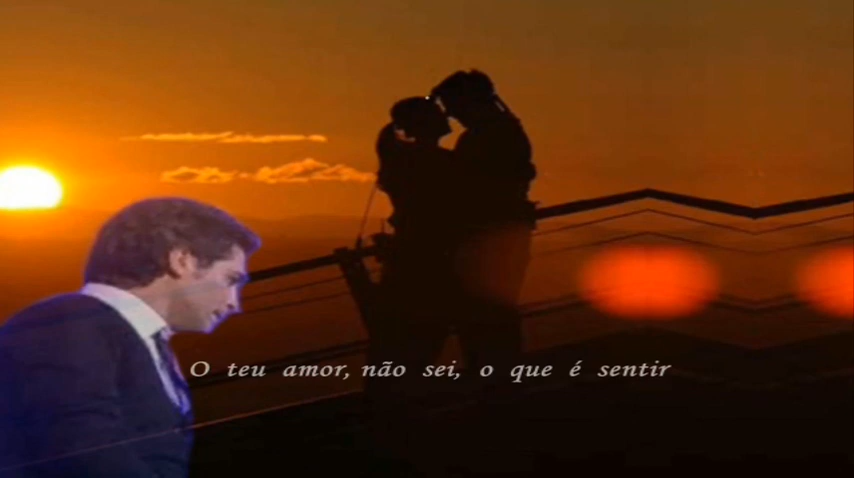 O teu amor, não sei, o que é sentir